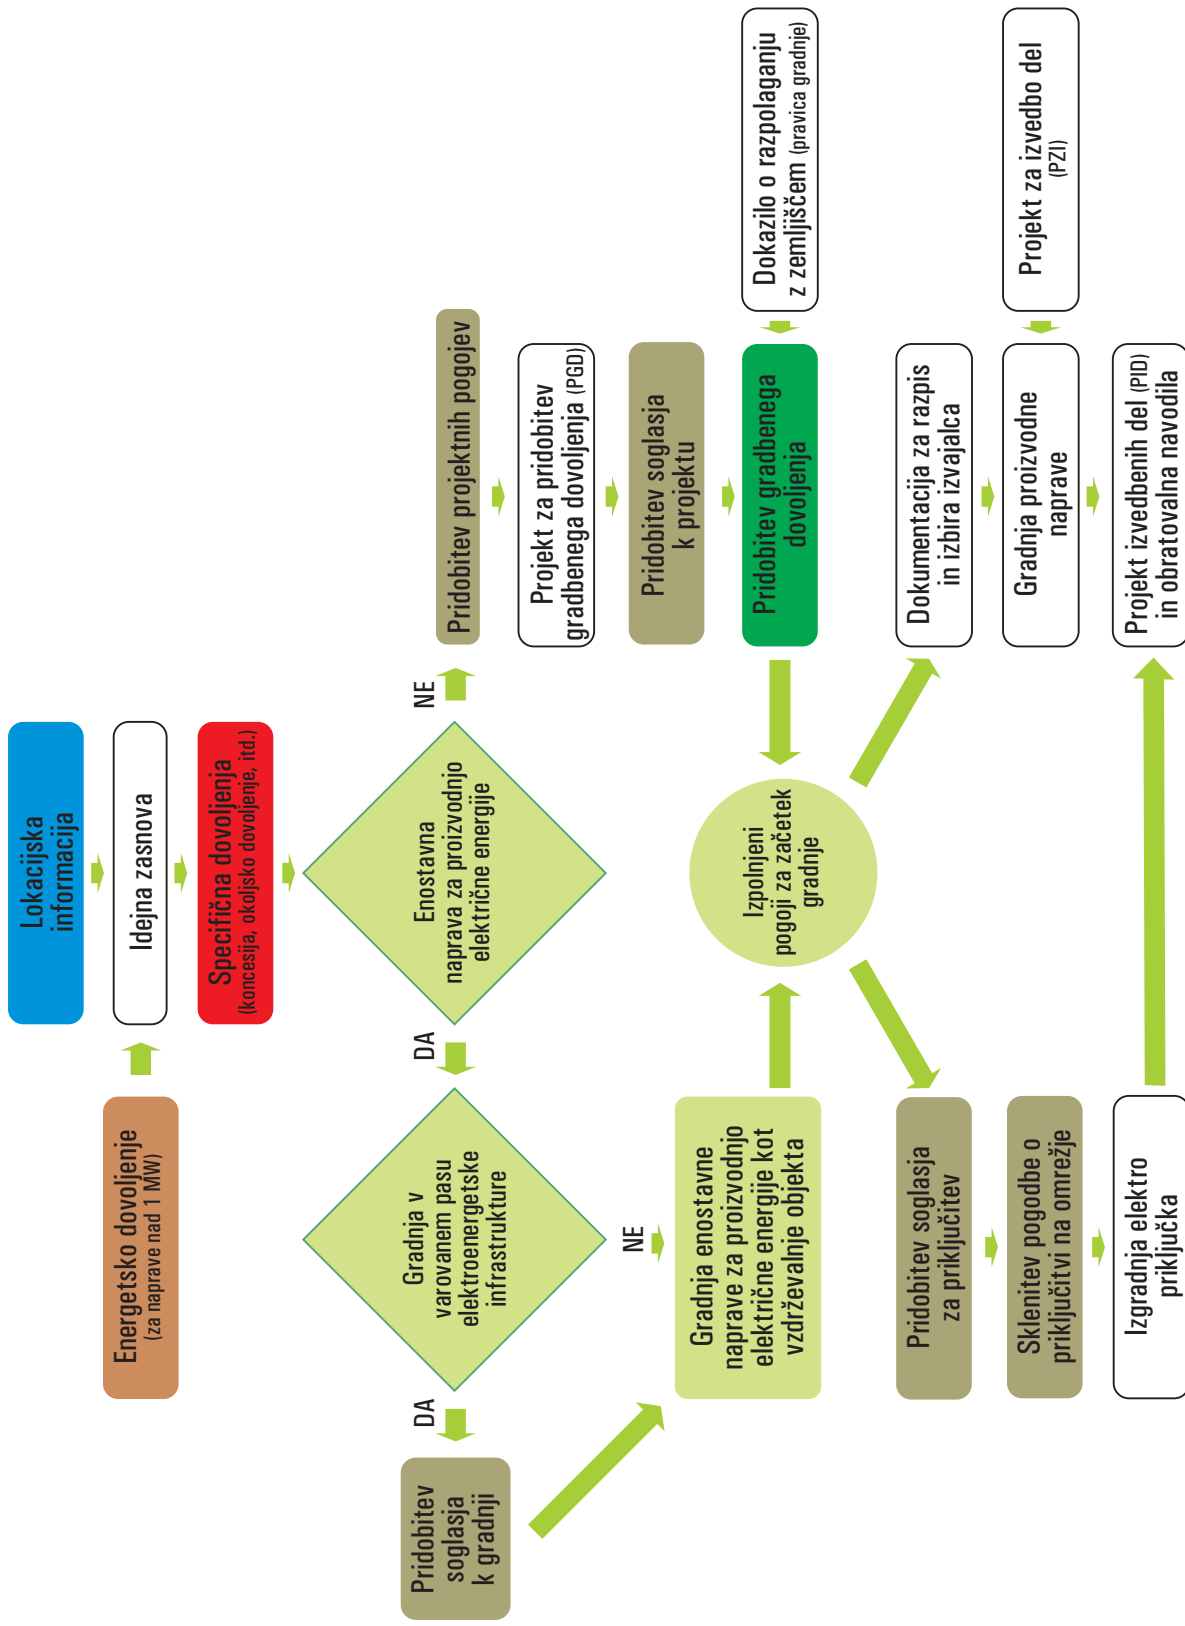 Lokacijska
informacija
Energetsko dovoljenje
(za naprave nad 1 MW)
Idejna zasnova
Specifična dovoljenja
(koncesija, okoljsko dovoljenje, itd.)
Enostavna
naprava za proizvodnjo
električne energije
NE
DA
Pridobitev projektnih pogojev
Projekt za pridobitev
gradbenega dovoljenja (PGD)
Pridobitev soglasja
k projektu
Pridobitev gradbenega
dovoljenja
Dokazilo o razpolaganju
z zemljiščem (pravica gradnje)
Gradnja v
varovanem pasu
elektroenergetske
infrastrukture
DA
NE
Pridobitev
soglasja
k gradnji
Gradnja enostavne
naprave za proizvodnjo
električne energije kot
vzdrževalnje objekta
Izpolnjeni
pogoji za začetek
gradnje
Pridobitev soglasja
za priključitev
Sklenitev pogodbe o
priključitvi na omrežje
Izgradnja elektro
priključka
Dokumentacija za razpis
in izbira izvajalca
Gradnja proizvodne
naprave
Projekt za izvedbo del
(PZI)
Projekt izvedbenih del (PID)
in obratovalna navodila